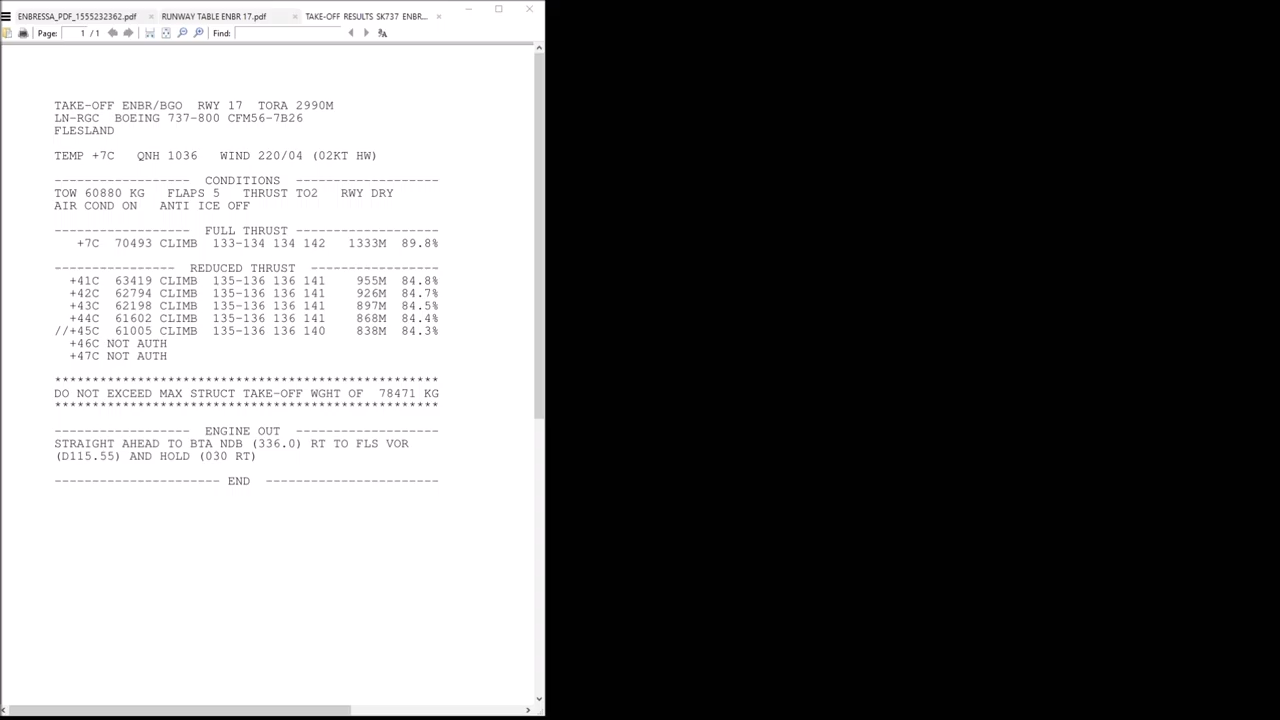 ENBRESSA_PDF_1555232362.pdf × RUNWAY TABLE ENBR 17.pdf × TAKE-OFF RESULTS SK737 ENBR... ×
Page: 1 / 1 Find:
TAKE-OFF ENBR/BGO RWY 17 TORA 2990M
LN-RGC BOEING 737-800 CFM56-7B26
FLESLAND
TEMP +7C QNH 1036 WIND 220/04 (02KT HW)
------------------ CONDITIONS -------------------
TOW 60880 KG FLAPS 5 THRUST TO2 RWY DRY
AIR COND ON ANTI ICE OFF
------------------ FULL THRUST -------------------
+7C 70493 CLIMB 133-134 134 142 1333M 89.8%
---------------- REDUCED THRUST -----------------
+41C 63419 CLIMB 135-136 136 141 955M 84.8%
+42C 62794 CLIMB 135-136 136 141 926M 84.7%
+43C 62198 CLIMB 135-136 136 141 897M 84.5%
+44C 61602 CLIMB 135-136 136 141 868M 84.4%
//+45C 61005 CLIMB 135-136 136 140 838M 84.3%
+46C NOT AUTH
+47C NOT AUTH
***************************************************
DO NOT EXCEED MAX STRUCT TAKE-OFF WGHT OF 78471 KG
***************************************************
------------------ ENGINE OUT -------------------
STRAIGHT AHEAD TO BTA NDB (336.0) RT TO FLS VOR
(D115.55) AND HOLD (030 RT)
---------------------- END -----------------------